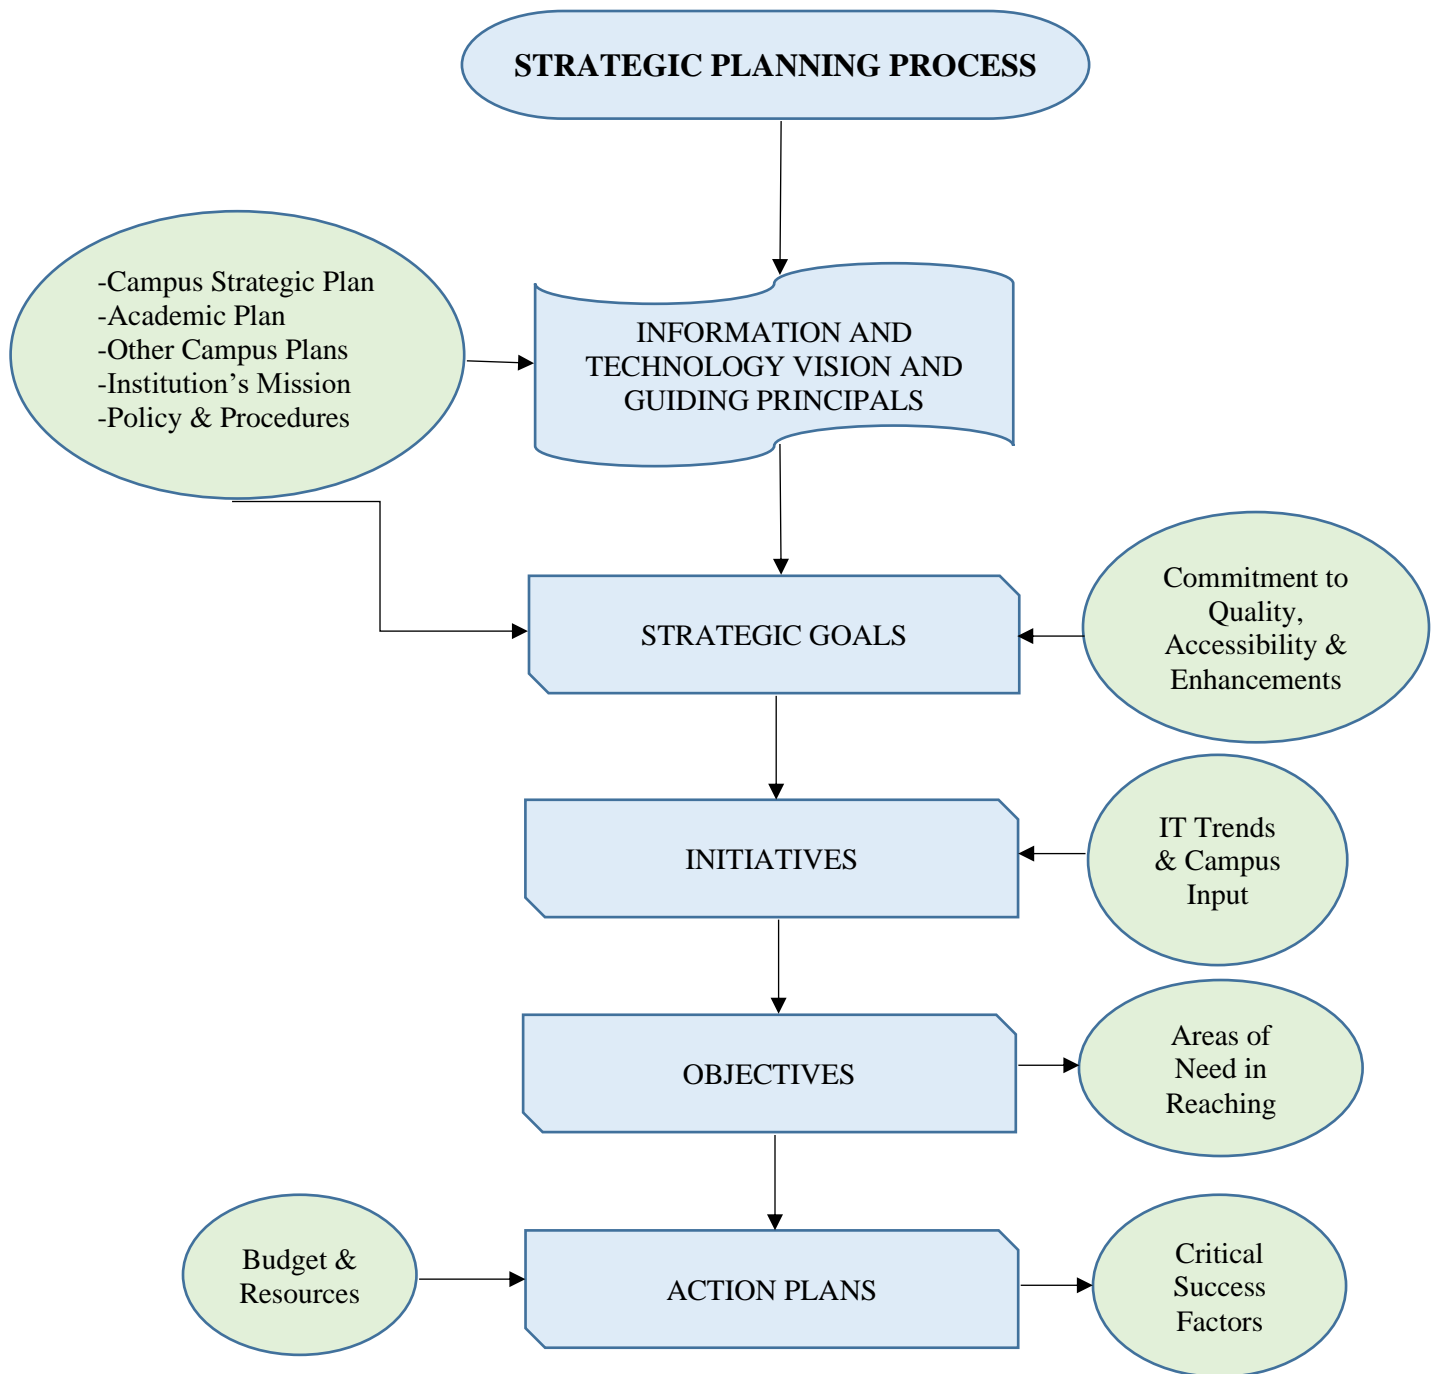 STRATEGIC PLANNING PROCESS
-Campus Strategic Plan
-Academic Plan
-Other Campus Plans
-Institution’s Mission
-Policy & Procedures
INFORMATION AND
TECHNOLOGY VISION AND
GUIDING PRINCIPALS
STRATEGIC GOALS
Commitment to
Quality,
Accessibility &
Enhancements
INITIATIVES
IT Trends
& Campus
Input
OBJECTIVES
Areas of
Need in
Reaching
Budget &
Resources
ACTION PLANS
Critical
Success
Factors